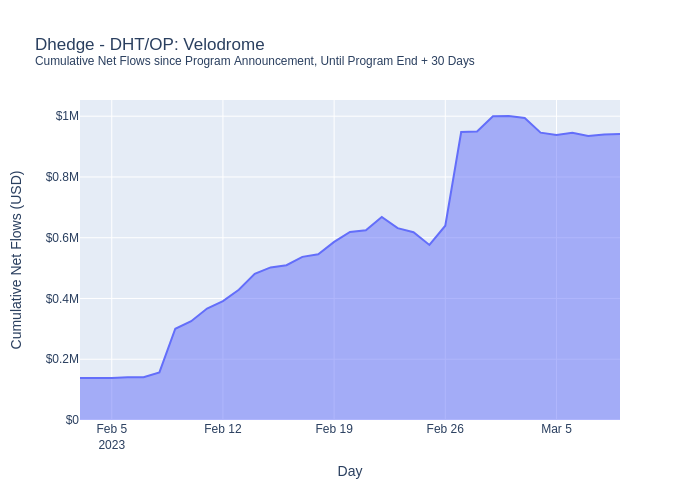 Dhedge - DHT/OP: Velodrome
Cumulative Net Flows since Program Announcement, Until Program End + 30 Days
Cumulative Net Flows (USD)
$1M
$0.8M
$0.6M
$0.4M
$0.2M
$0
Feb 5
2023
Feb 12
Feb 19
Feb 26
Mar 5
Day